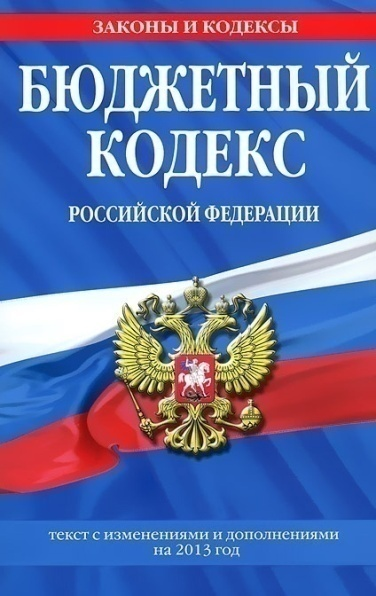 ЗАКОНЫ И КОДЕКСЫ
БЮДЖЕТНЫЙ
КОДЕКС
РОССИЙСКОЙ ФЕДЕРАЦИИ
текст с изменениями и дополнениями
на 2013 год